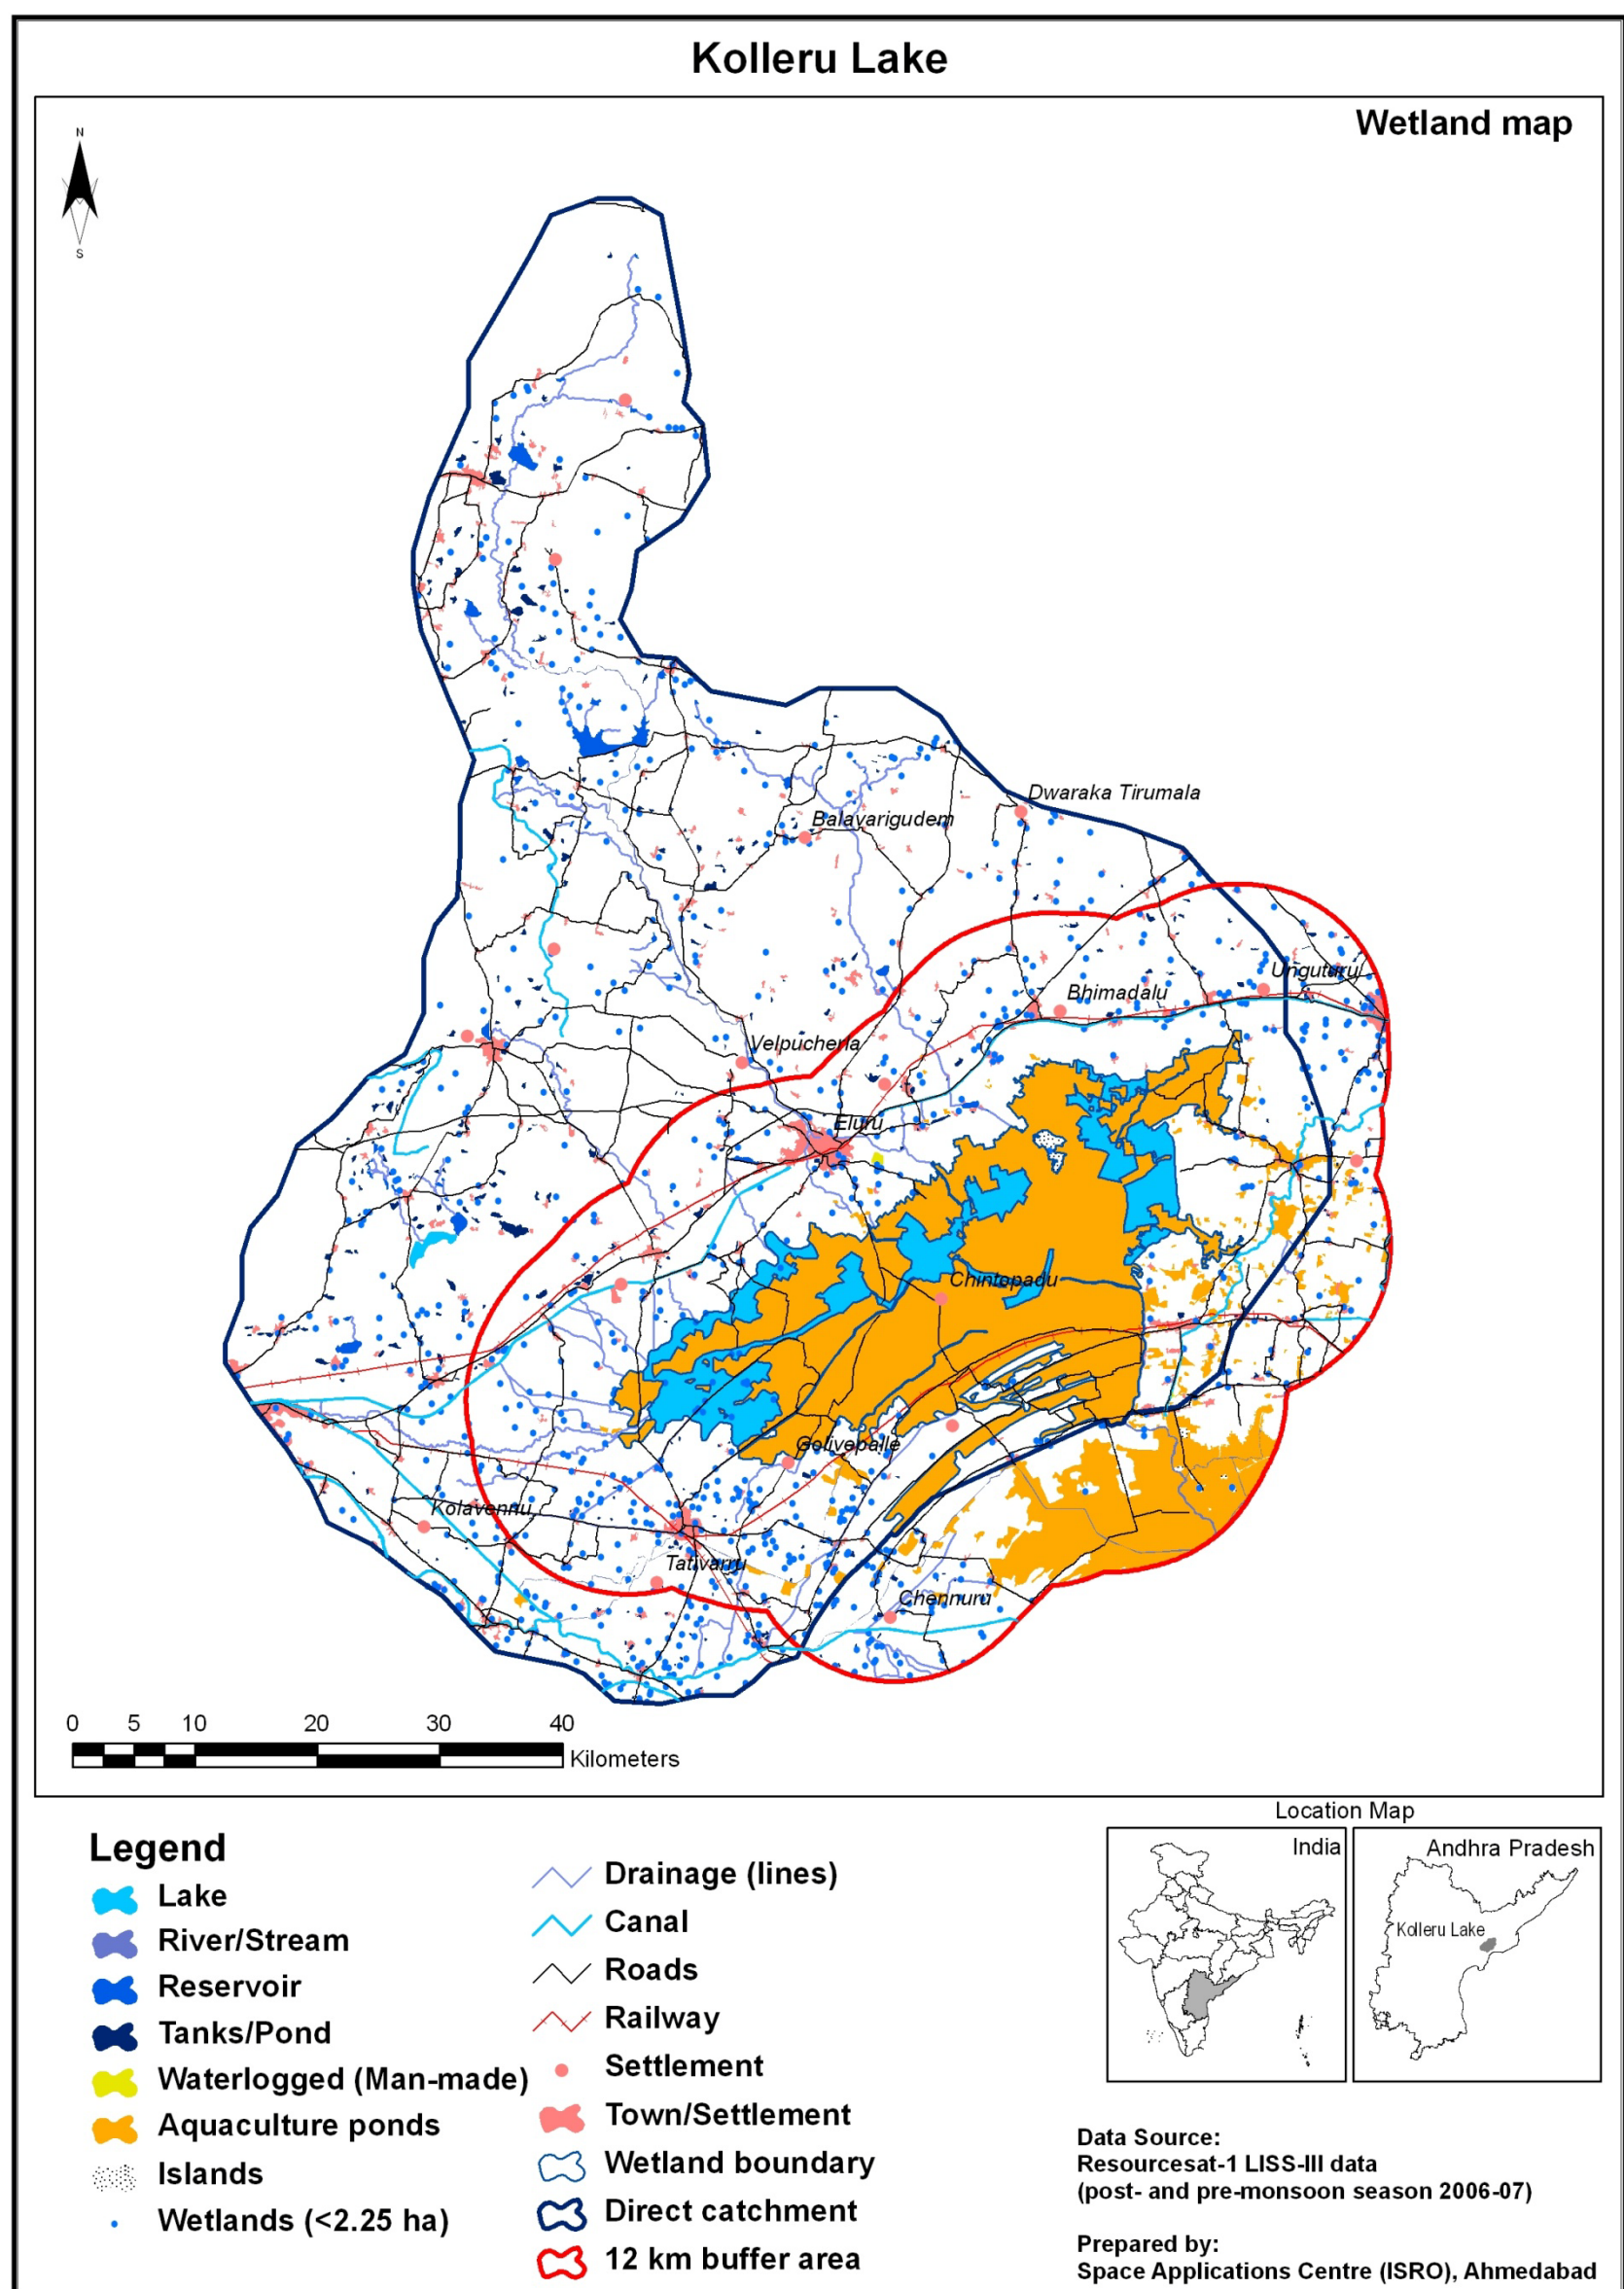 Kolleru Lake
Wetland map
N
S
Dwaraka Tirumala
Balavarigudem
Unguturu
Bhimadalu
Velpucherla
Eluru
Chintopadu
Golivepalle
Kolavennu
Tativarru
Chennuru
0 5 10 20 30 40
Kilometers
Location Map
India
Andhra Pradesh
Kolleru Lake
Legend
Lake
River/Stream
Reservoir
Tanks/Pond
Waterlogged (Man-made)
Aquaculture ponds
Islands
Wetlands (<2.25 ha)
Drainage (lines)
Canal
Roads
Railway
Settlement
Town/Settlement
Wetland boundary
Direct catchment
12 km buffer area
Data Source:
Resourcesat-1 LISS-III data
(post- and pre-monsoon season 2006-07)
Prepared by:
Space Applications Centre (ISRO), Ahmedabad